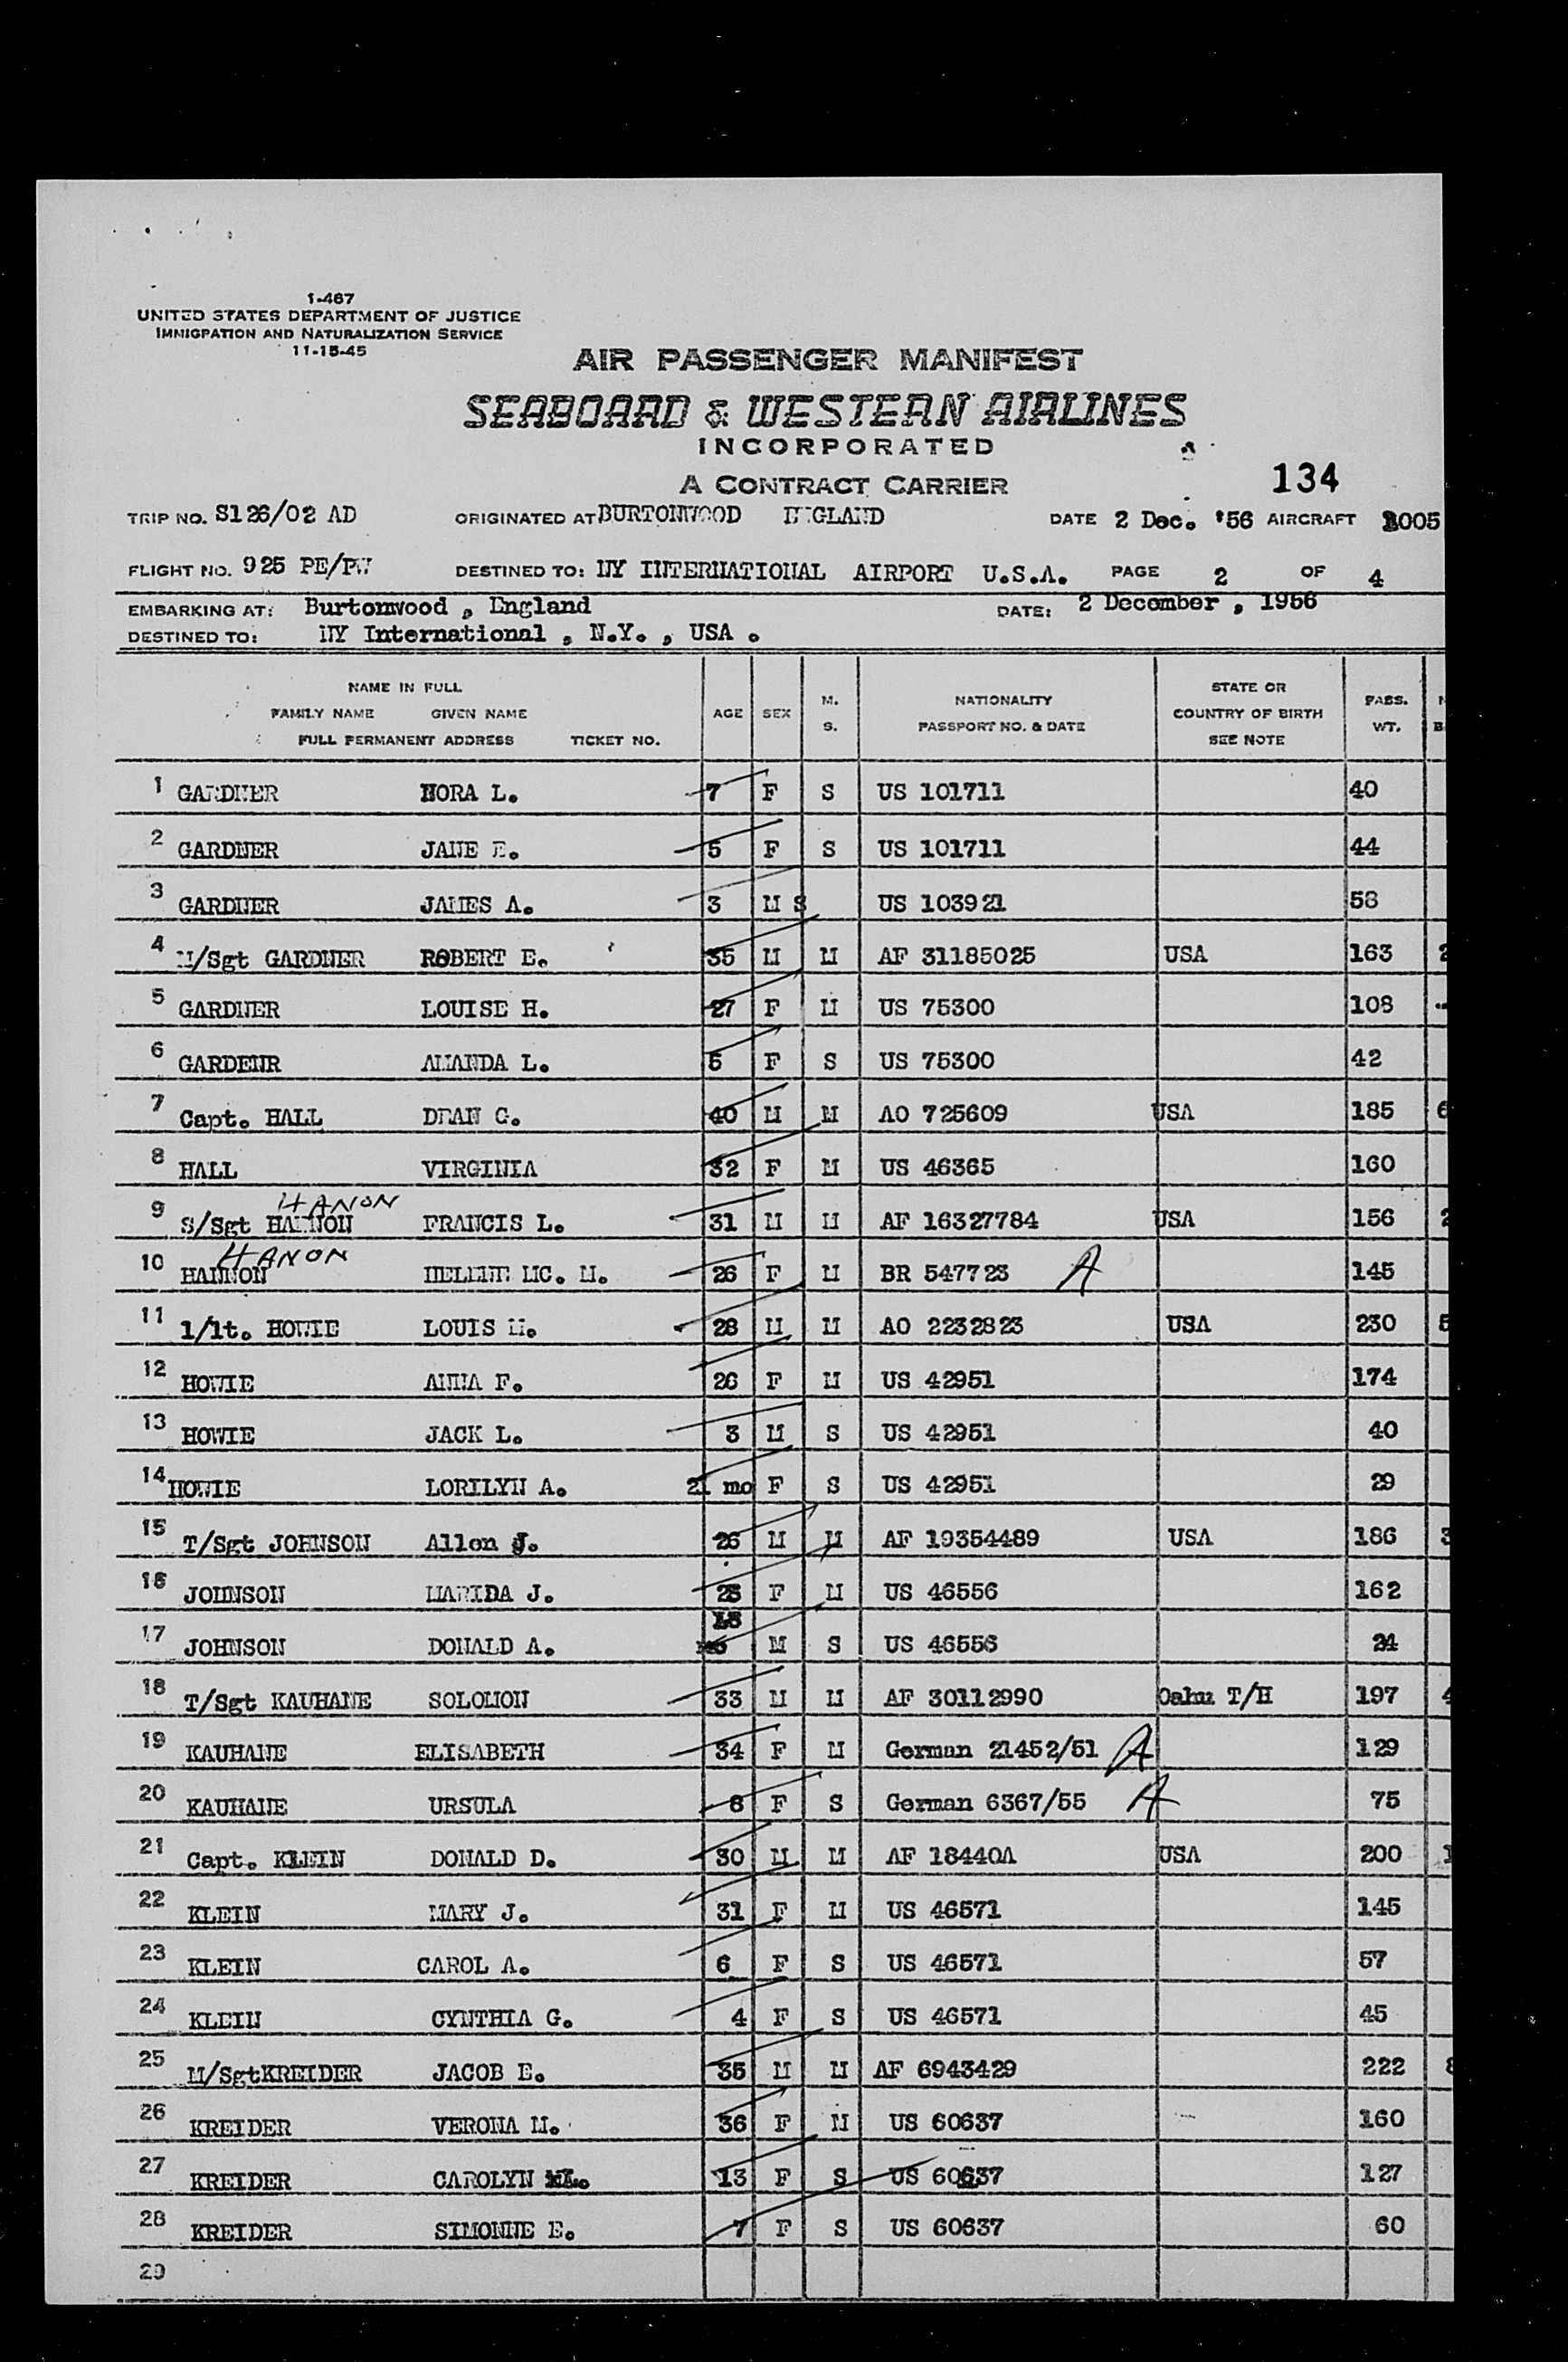 1-467
UNITED STATES DEPARTMENT OF JUSTICE
IMMIGRATION AND NATURALIZATION SERVICE
11-15-45
AIR PASSENGER MANIFEST
SEABOARD & WESTERN AIRLINES
INCORPORATED
A CONTRACT CARRIER
134
TRIP NO. S126/02 AD ORIGINATED AT BURTONWOOD ENGLAND DATE 2 Dec. '56 AIRCRAFT 1005
FLIGHT NO. 925 PE/PW DESTINED TO: NY INTERNATIONAL AIRPORT U.S.A. PAGE 2 OF 4
EMBARKING AT: Burtonwood , England DATE: 2 December , 1956
DESTINED TO: NY International , N.Y. , USA .
NAME IN FULL M. STATE OR
FAMILY NAME GIVEN NAME AGE SEX NATIONALITY COUNTRY OF BIRTH PASS.
FULL PERMANENT ADDRESS TICKET NO. S. PASSPORT NO. & DATE SEE NOTE WT.
1 GARDNER NORA L. 7 F S US 101711 40
2 GARDNER JANE E. 5 F S US 101711 44
3 GARDNER JAMES A. 3 M S US 103921 58
4 M/Sgt GARDNER ROBERT E. 35 M M AF 31185025 USA 163 2
5 GARDNER LOUISE H. 27 F M US 75300 108
6 GARDENR AMANDA L. 5 F S US 75300 42
7 Capt. HALL DEAN C. 40 M M AO 725609 USA 185 6
8 HALL VIRGINIA 32 F M US 46365 160
HANON
9 S/Sgt HANNON FRANCIS L. 31 M M AF 16327784 USA 156 2
HANON
10 HANNON HELENE MC. M. 26 F M BR 547723 A 145
11 1/lt. HOWIE LOUIS M. 28 M M AO 2232823 USA 230 5
12 HOWIE ANNA F. 26 F M US 42951 174
13 HOWIE JACK L. 3 M S US 42951 40
14 HOWIE LORILYN A. 21 mo F S US 42951 29
15 T/Sgt JOHNSON Allen J. 26 M M AF 19354489 USA 186 3
16 JOHNSON MARIDA J. F M US 46556 162
17 JOHNSON DONALD A. M S US 46556 24
18 T/Sgt KAUHANE SOLOMON 33 M M AF 30112990 Oahu T/H 197 4
19 KAUHANE ELISABETH 34 F M German 21452/51 A 129
20 KAUHANE URSULA 8 F S German 6367/55 A 75
21 Capt. KLEIN DONALD D. 30 M M AF 18440A USA 200 1
22 KLEIN MARY J. 31 F M US 46571 145
23 KLEIN CAROL A. 6 F S US 46571 57
24 KLEIN CYNTHIA G. 4 F S US 46571 45
25 M/SgtKREIDER JACOB E. 35 M M AF 6943429 222 8
26 KREIDER VERONA M. 36 F M US 60637 160
27 KREIDER CAROLYN L. 13 F S US 60637 127
28 KREIDER SIMONNE E. 7 F S US 60637 60
29